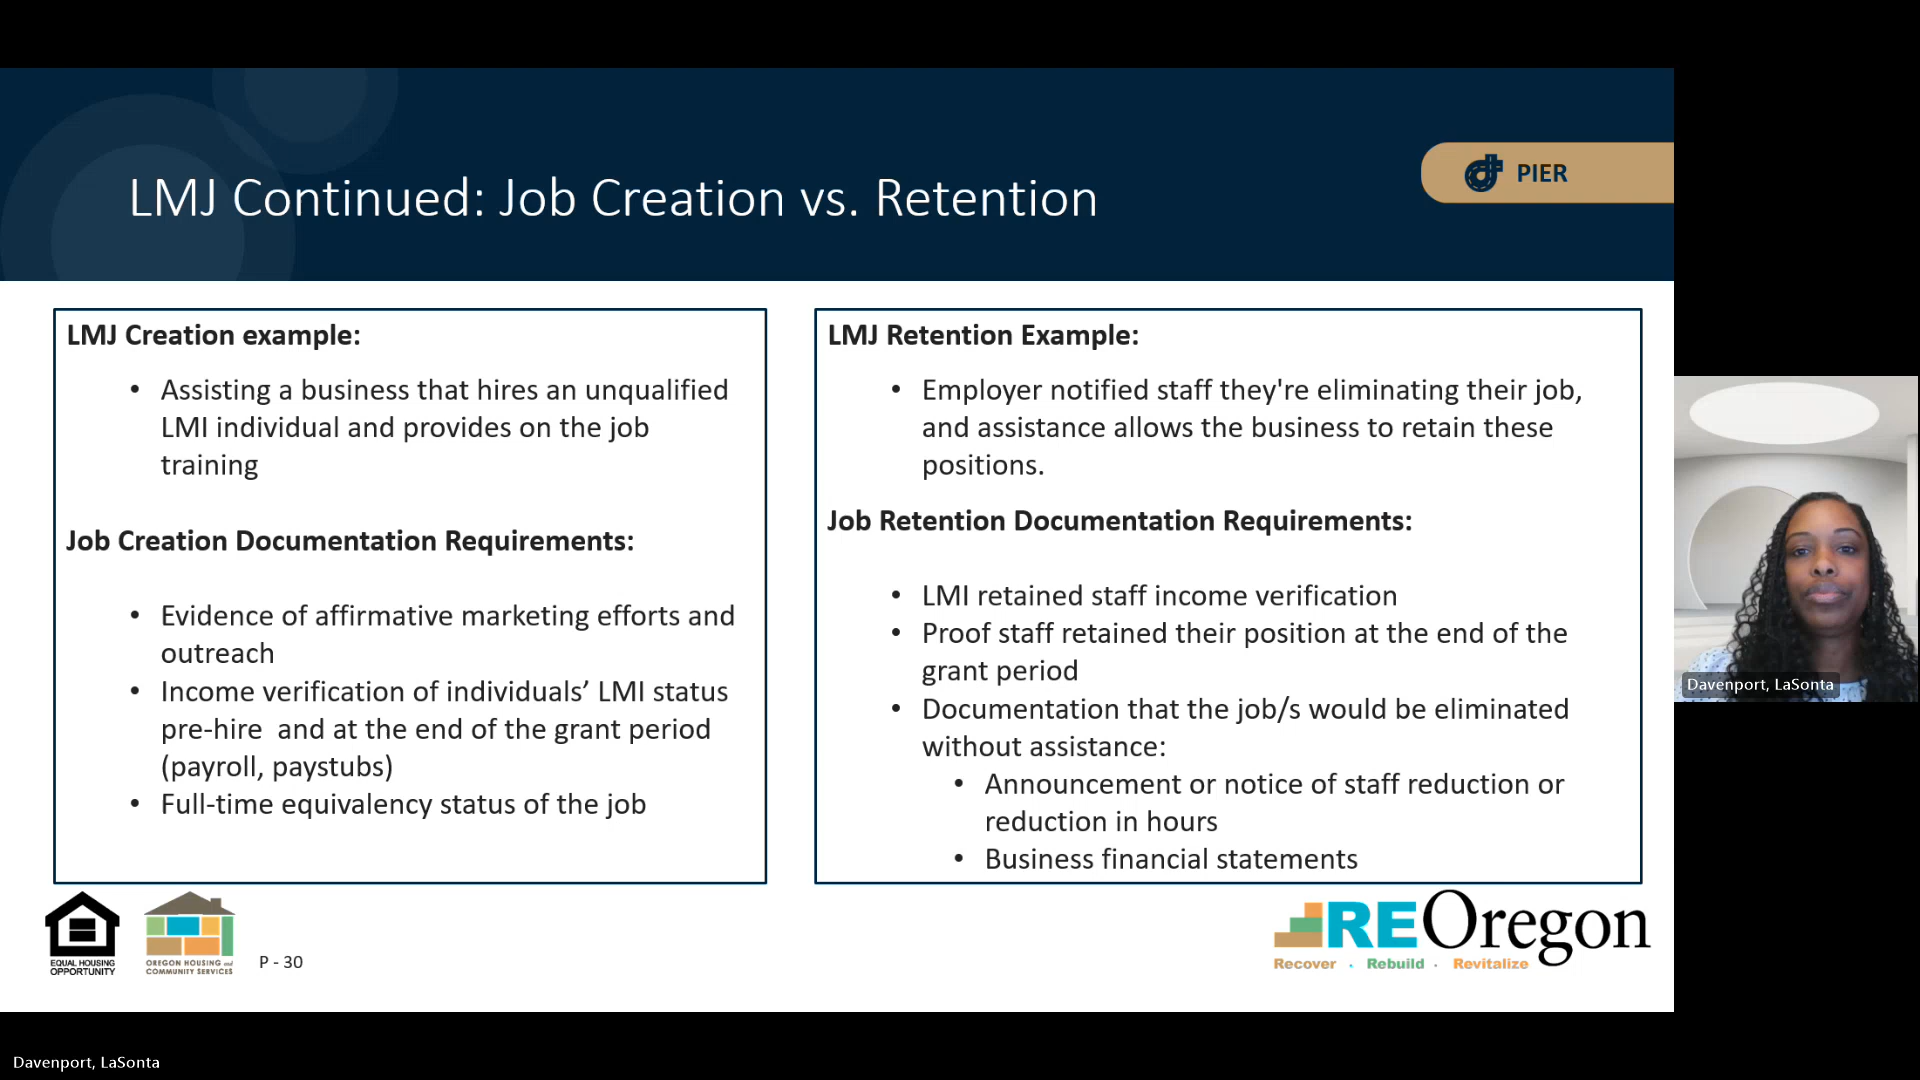 LMJ Continued: Job Creation vs. Retention
PIER
LMJ Creation example:
• Assisting a business that hires an unqualified
LMI individual and provides on the job
training
Job Creation Documentation Requirements:
• Evidence of affirmative marketing efforts and
outreach
• Income verification of individuals’ LMI status
pre-hire  and at the end of the grant period
(payroll, paystubs)
• Full-time equivalency status of the job
LMJ Retention Example:
• Employer notified staff they're eliminating their job,
and assistance allows the business to retain these
positions.
Job Retention Documentation Requirements:
• LMI retained staff income verification
• Proof staff retained their position at the end of the
grant period
• Documentation that the job/s would be eliminated
without assistance:
• Announcement or notice of staff reduction or
reduction in hours
• Business financial statements
EQUAL HOUSING
OPPORTUNITY
OREGON HOUSING and
COMMUNITY SERVICES
P - 30
REOregon
Recover . Rebuild . Revitalize
Davenport, LaSonta
Davenport, LaSonta